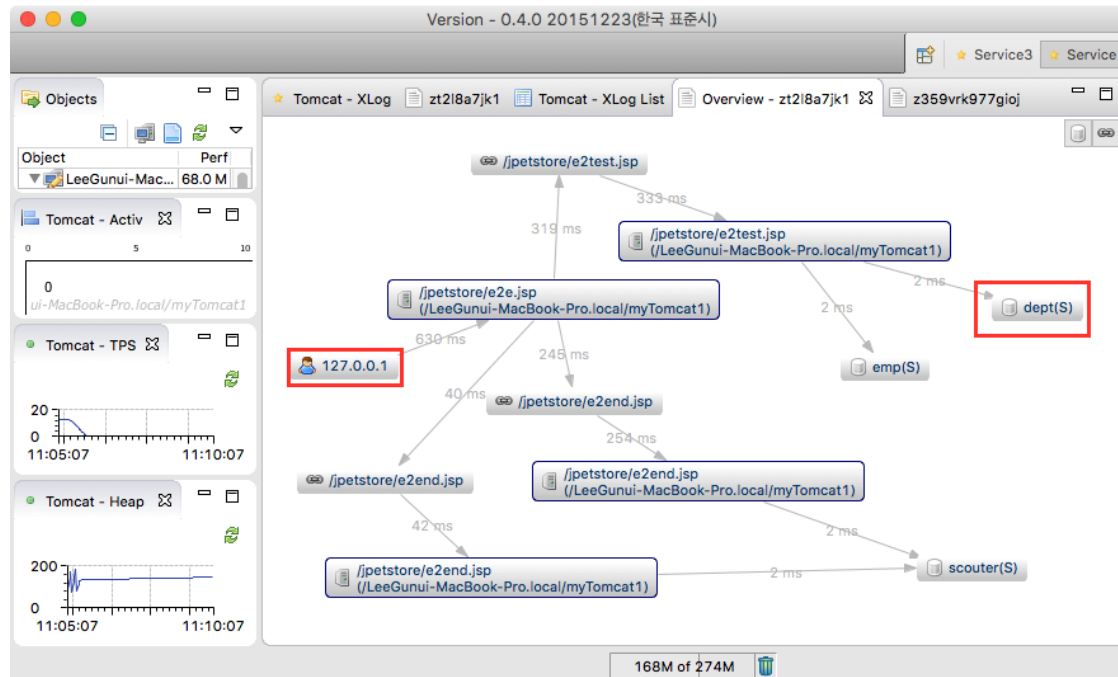 Version - 0.4.0 20151223(한국 표준시)
Service3
Service
Objects
Object Perf
LeeGunui-Mac... 68.0 M
Tomcat - Activ
0 5 10
0
ui-MacBook-Pro.local/myTomcat1
Tomcat - TPS
20
0
11:05:07 11:10:07
Tomcat - Heap
200
0
11:05:07 11:10:07
Tomcat - XLog
zt2l8a7jk1
Tomcat - XLog List
Overview - zt2l8a7jk1
z359vrk977gioj
/jpetstore/e2test.jsp
333 ms
319 ms
/jpetstore/e2test.jsp
(/LeeGunui-MacBook-Pro.local/myTomcat1)
2 ms
dept(S)
/jpetstore/e2e.jsp
(/LeeGunui-MacBook-Pro.local/myTomcat1)
2 ms
630 ms
127.0.0.1
245 ms
emp(S)
40 ms
/jpetstore/e2end.jsp
254 ms
/jpetstore/e2end.jsp
/jpetstore/e2end.jsp
(/LeeGunui-MacBook-Pro.local/myTomcat1)
42 ms
2 ms
/jpetstore/e2end.jsp
(/LeeGunui-MacBook-Pro.local/myTomcat1)
2 ms
scouter(S)
168M of 274M